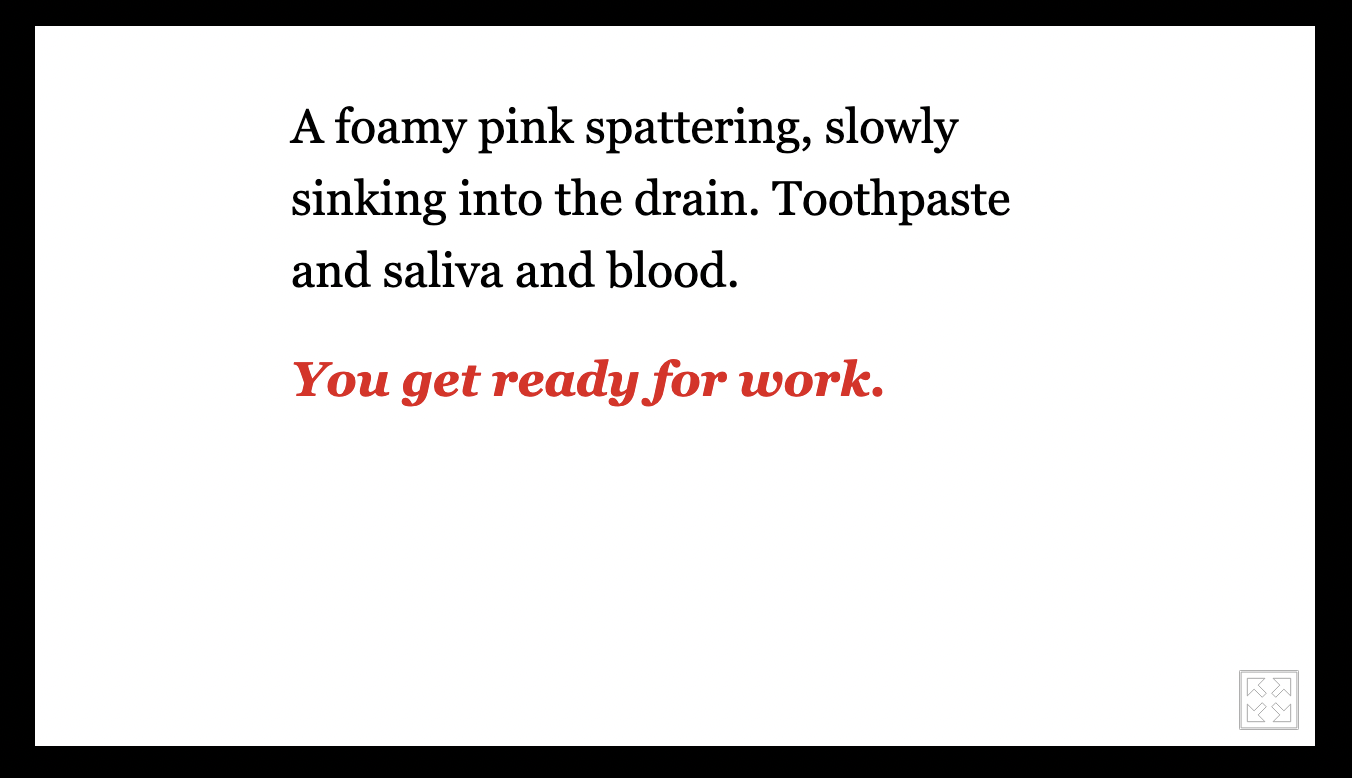 A foamy pink spattering, slowly
sinking into the drain. Toothpaste
and saliva and blood.
You get ready for work.